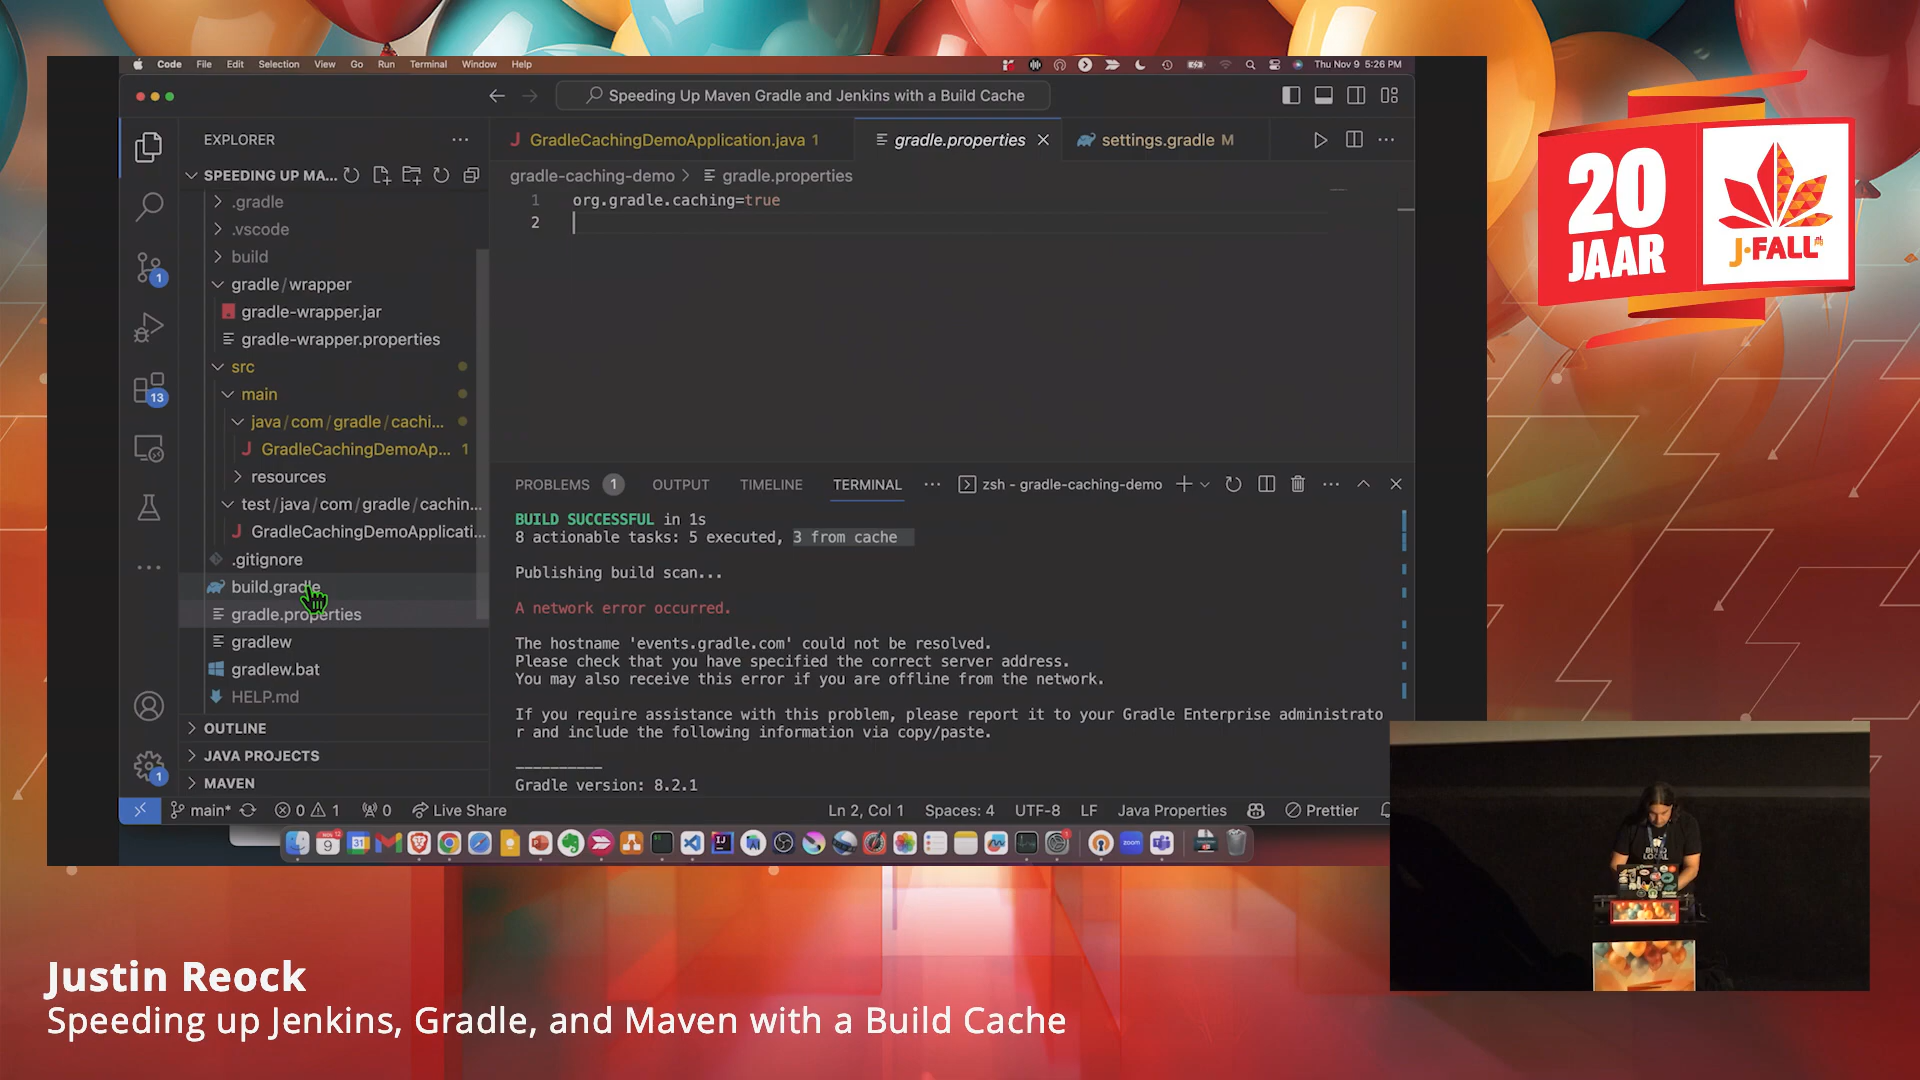 Code File Edit Selection View Go Run Terminal Window Help
Thu Nov 9 5:26 PM
Speeding Up Maven Gradle and Jenkins with a Build Cache
EXPLORER
SPEEDING UP MA...
.gradle
.vscode
build
gradle/wrapper
gradle-wrapper.jar
gradle-wrapper.properties
src
main
java/com/gradle/cachi...
J GradleCachingDemoAp... 1
resources
test/java/com/gradle/cachin...
J GradleCachingDemoApplicati...
.gitignore
build.gradle
gradle.properties
gradlew
gradlew.bat
HELP.md
OUTLINE
JAVA PROJECTS
MAVEN
1
13
1
J GradleCachingDemoApplication.java 1
gradle.properties
settings.gradle M
gradle-caching-demo > gradle.properties
1 org.gradle.caching=true
2
PROBLEMS 1 OUTPUT TIMELINE TERMINAL
zsh - gradle-caching-demo
BUILD SUCCESSFUL in 1s
8 actionable tasks: 5 executed, 3 from cache
Publishing build scan...
A network error occurred.
The hostname 'events.gradle.com' could not be resolved.
Please check that you have specified the correct server address.
You may also receive this error if you are offline from the network.
If you require assistance with this problem, please report it to your Gradle Enterprise administrato
r and include the following information via copy/paste.
----------
Gradle version: 8.2.1
main* 0 1 0 Live Share
Ln 2, Col 1 Spaces: 4 UTF-8 LF Java Properties Prettier
20
JAAR
J-FALL
Justin Reock
Speeding up Jenkins, Gradle, and Maven with a Build Cache